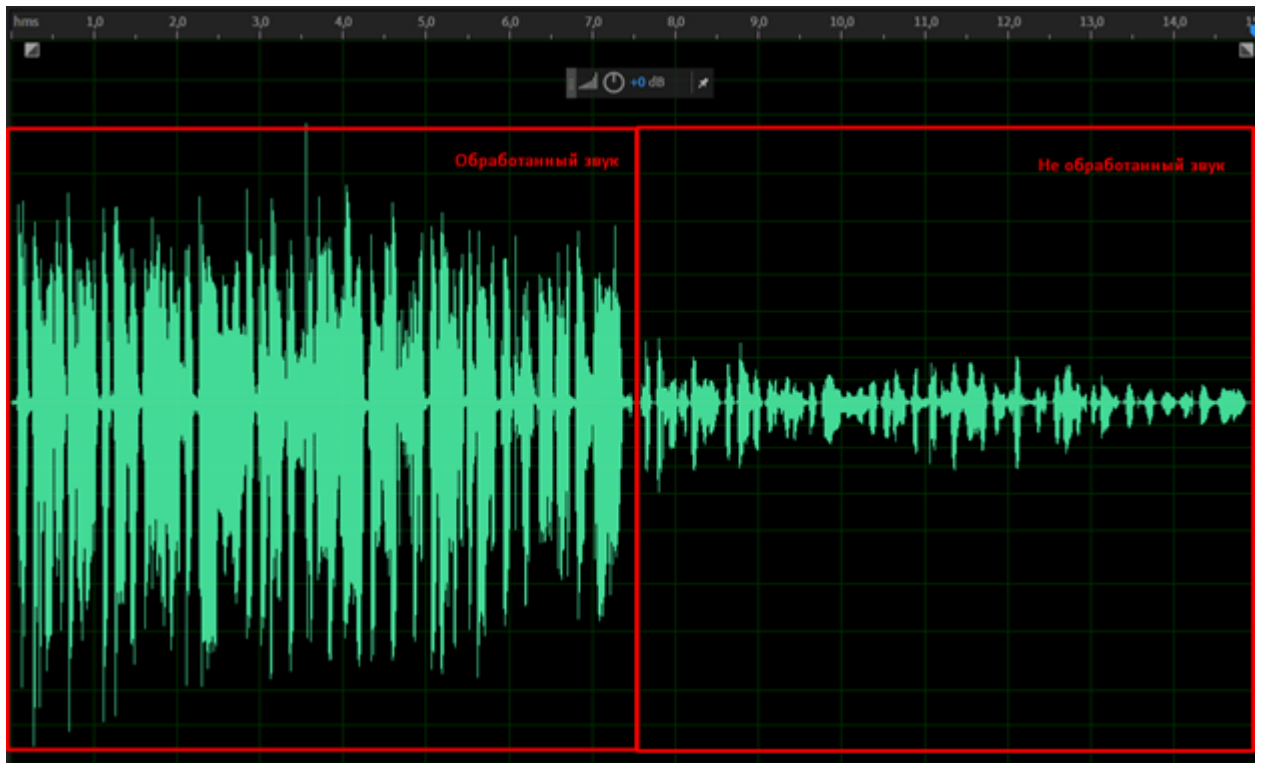 hms 1,0 2,0 3,0 4,0 5,0 6,0 7,0 8,0 9,0 10,0 11,0 12,0 13,0 14,0
+0 dB
Обработанный звук
Не обработанный звук